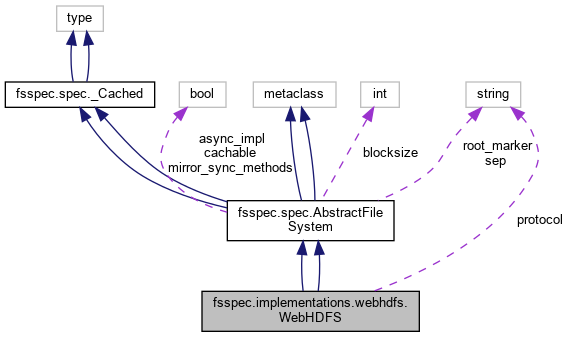 type
fsspec.spec._Cached
bool
metaclass
int
string
async_impl
cachable
mirror_sync_methods
blocksize
root_marker
sep
fsspec.spec.AbstractFile
System
protocol
fsspec.implementations.webhdfs.
WebHDFS